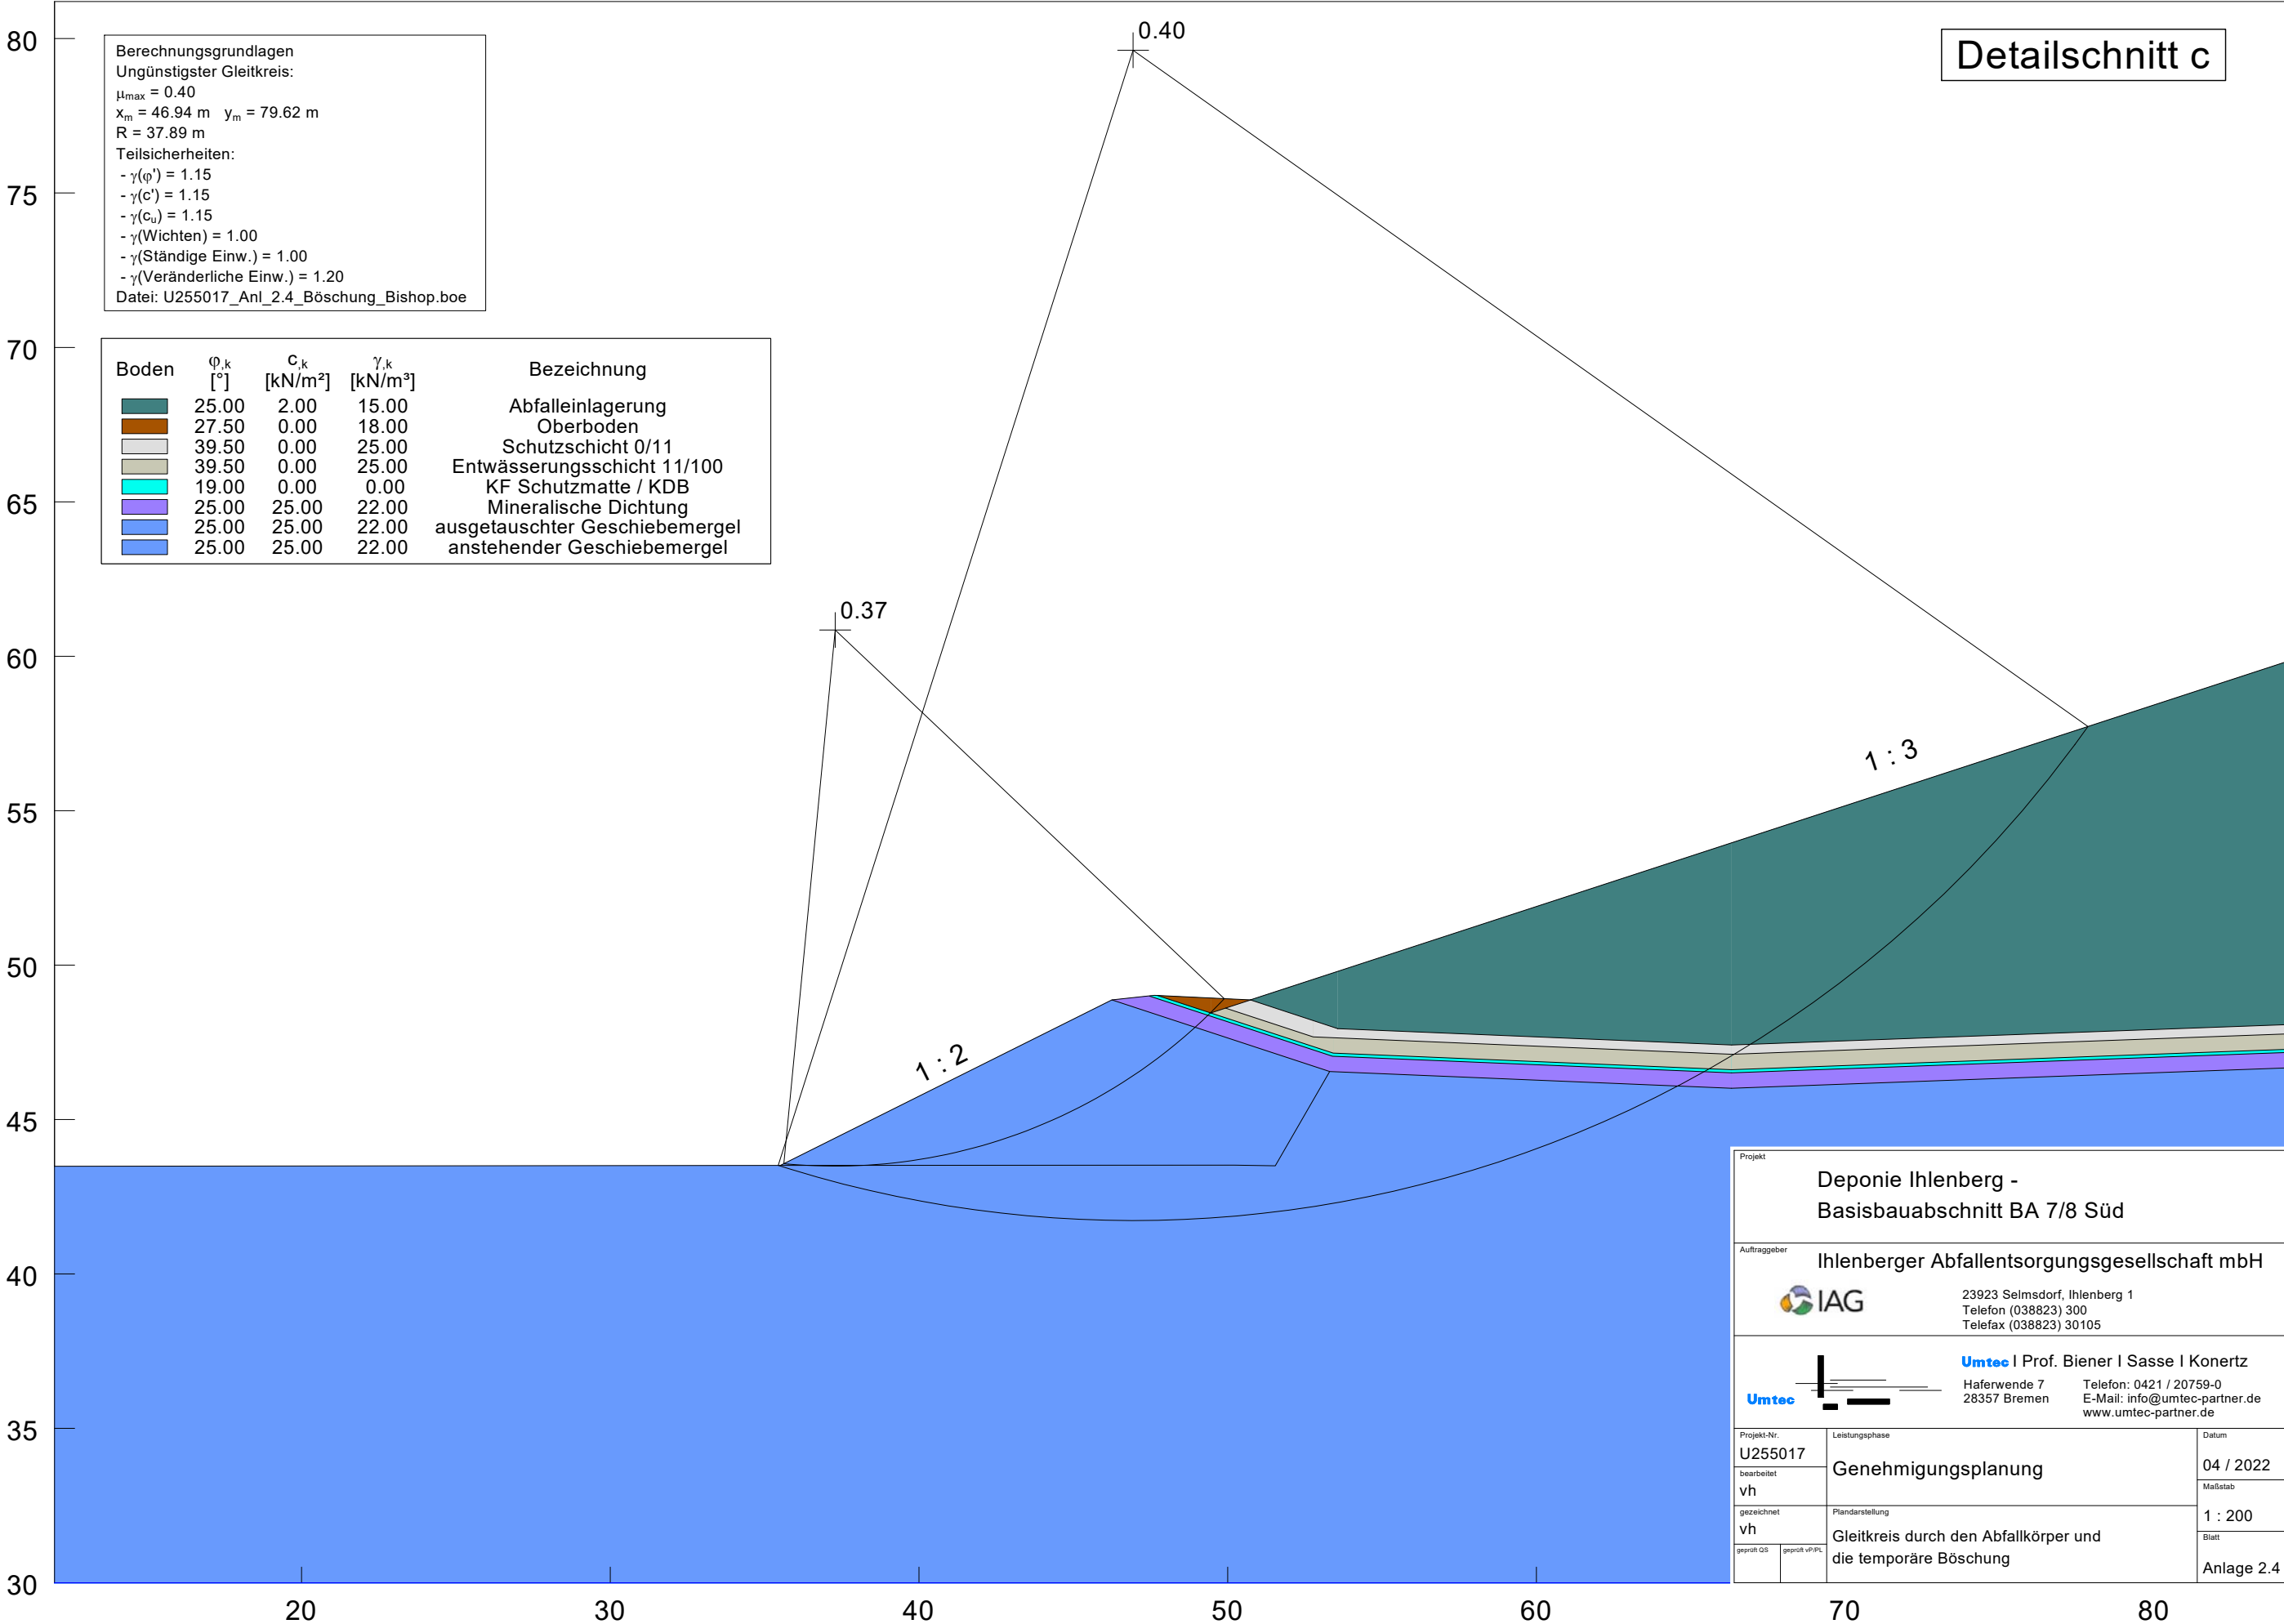 Detailschnitt c
Berechnungsgrundlagen
Ungünstigster Gleitkreis:
μmax = 0.40
xm = 46.94 m ym = 79.62 m
R = 37.89 m
Teilsicherheiten:
- γ(φ') = 1.15
- γ(c') = 1.15
- γ(cu) = 1.15
- γ(Wichten) = 1.00
- γ(Ständige Einw.) = 1.00
- γ(Veränderliche Einw.) = 1.20
Datei: U255017_Anl_2.4_Böschung_Bishop.boe
Boden φ,k [°] c,k [kN/m²] γ,k [kN/m³] Bezeichnung
25.00 2.00 15.00 Abfalleinlagerung
27.50 0.00 18.00 Oberboden
39.50 0.00 25.00 Schutzschicht 0/11
39.50 0.00 25.00 Entwässerungsschicht 11/100
19.00 0.00 0.00 KF Schutzmatte / KDB
25.00 25.00 22.00 Mineralische Dichtung
25.00 25.00 22.00 ausgetauschter Geschiebemergel
25.00 25.00 22.00 anstehender Geschiebemergel
0.40
0.37
1 : 3
1 : 2
80
75
70
65
60
55
50
45
40
35
30
20 30 40 50 60 70 80
Projekt
Deponie Ihlenberg -
Basisbauabschnitt BA 7/8 Süd
Auftraggeber
Ihlenberger Abfallentsorgungsgesellschaft mbH
IAG
23923 Selmsdorf, Ihlenberg 1
Telefon (038823) 300
Telefax (038823) 30105
Umtec
Umtec I Prof. Biener I Sasse I Konertz
Haferwende 7 Telefon: 0421 / 20759-0
28357 Bremen E-Mail: info@umtec-partner.de
www.umtec-partner.de
Projekt-Nr.
U255017
Leistungsphase
Genehmigungsplanung
Datum
04 / 2022
bearbeitet
vh
Maßstab
1 : 200
gezeichnet
vh
Plandarstellung
Gleitkreis durch den Abfallkörper und
die temporäre Böschung
Blatt
Anlage 2.4
geprüft QS geprüft vP/PL